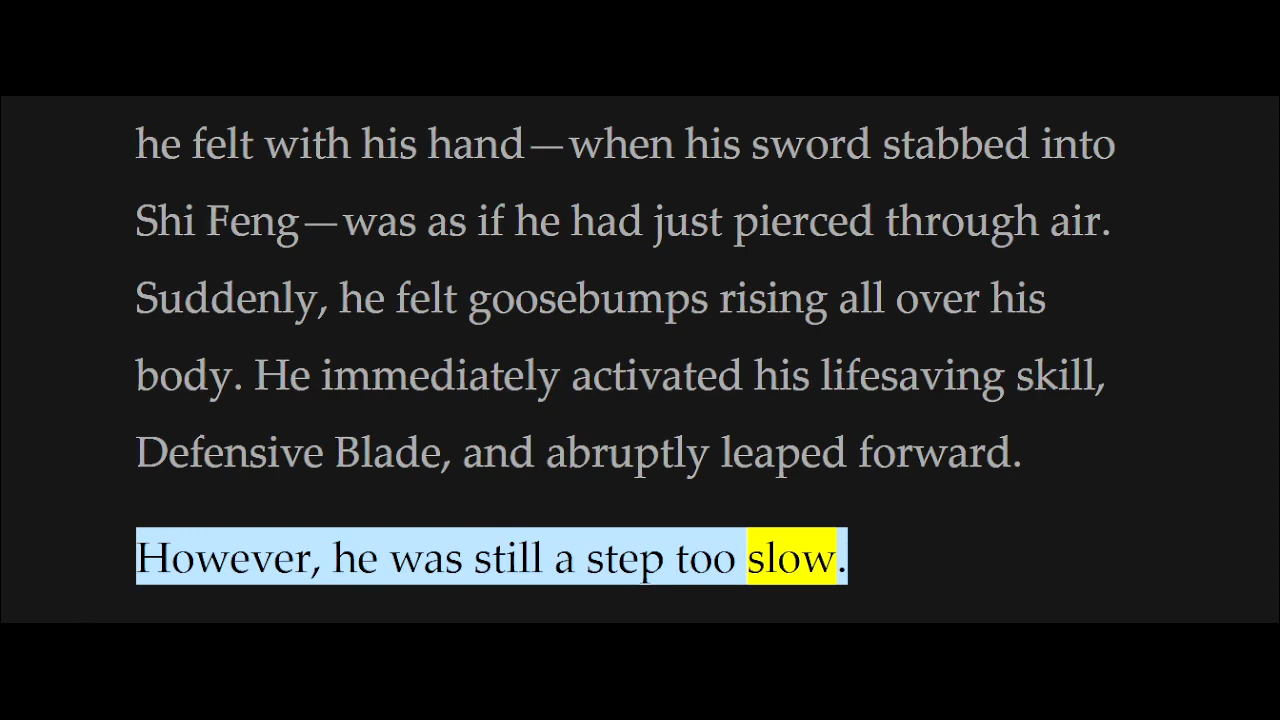 he felt with his hand—when his sword stabbed into
Shi Feng—was as if he had just pierced through air.
Suddenly, he felt goosebumps rising all over his
body. He immediately activated his lifesaving skill,
Defensive Blade, and abruptly leaped forward.
However, he was still a step too slow.